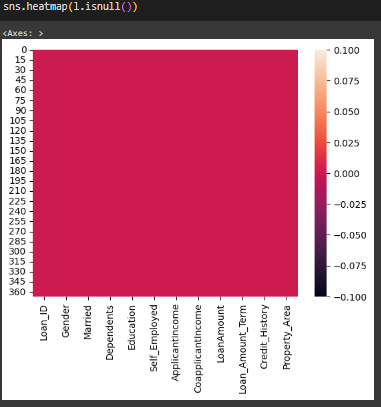 sns.heatmap(l.isnull())
<Axes: >
0
15
30
45
60
75
90
105
120
135
150
165
180
195
210
225
240
255
270
285
300
315
330
345
360
0.100
0.075
0.050
0.025
0.000
-0.025
-0.050
-0.075
-0.100
Loan_ID
Gender
Married
Dependents
Education
Self_Employed
ApplicantIncome
CoapplicantIncome
LoanAmount
Loan_Amount_Term
Credit_History
Property_Area